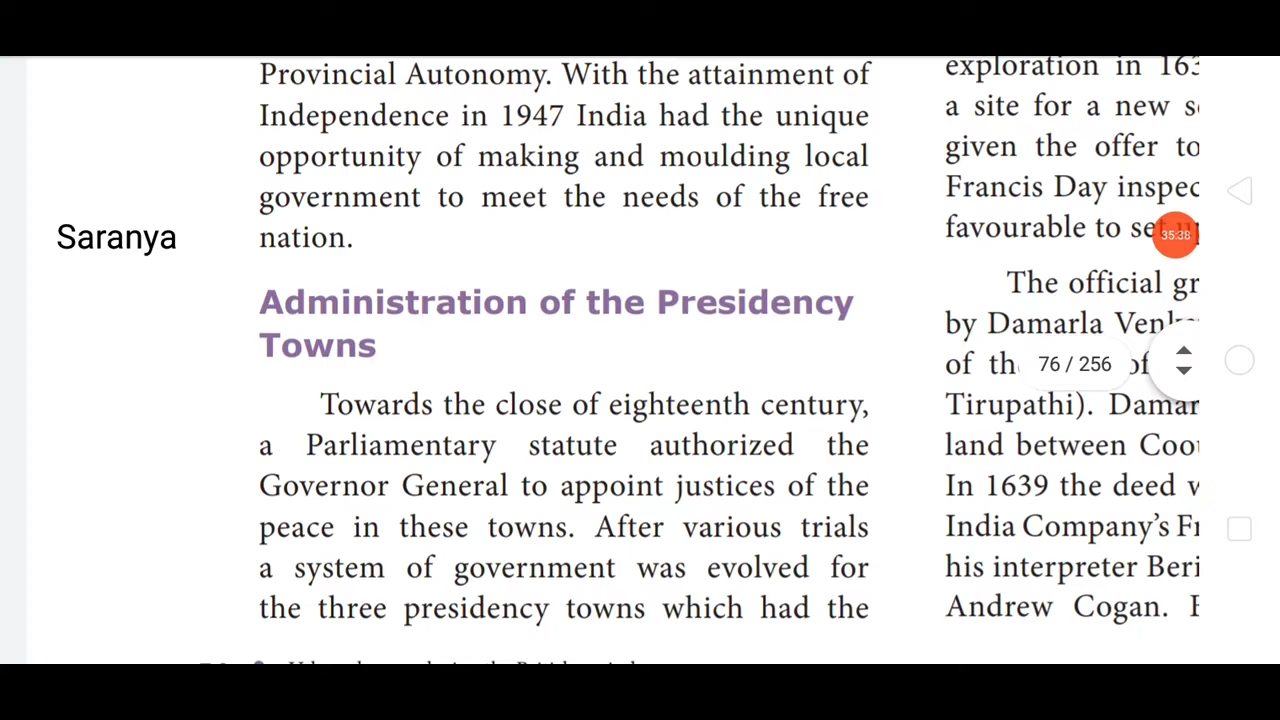 Provincial Autonomy. With the attainment of
Independence in 1947 India had the unique
opportunity of making and moulding local
government to meet the needs of the free
nation.
Saranya
Administration of the Presidency
Towns
Towards the close of eighteenth century,
a Parliamentary statute authorized the
Governor General to appoint justices of the
peace in these towns. After various trials
a system of government was evolved for
the three presidency towns which had the
exploration in
a site for a new
given the offer to
Francis Day
favourable to
35:38
The official
by Damarla
of
76 / 256
Tirupathi).
land between
In 1639 the deed
India Company's
his interpreter
Andrew Cogan.